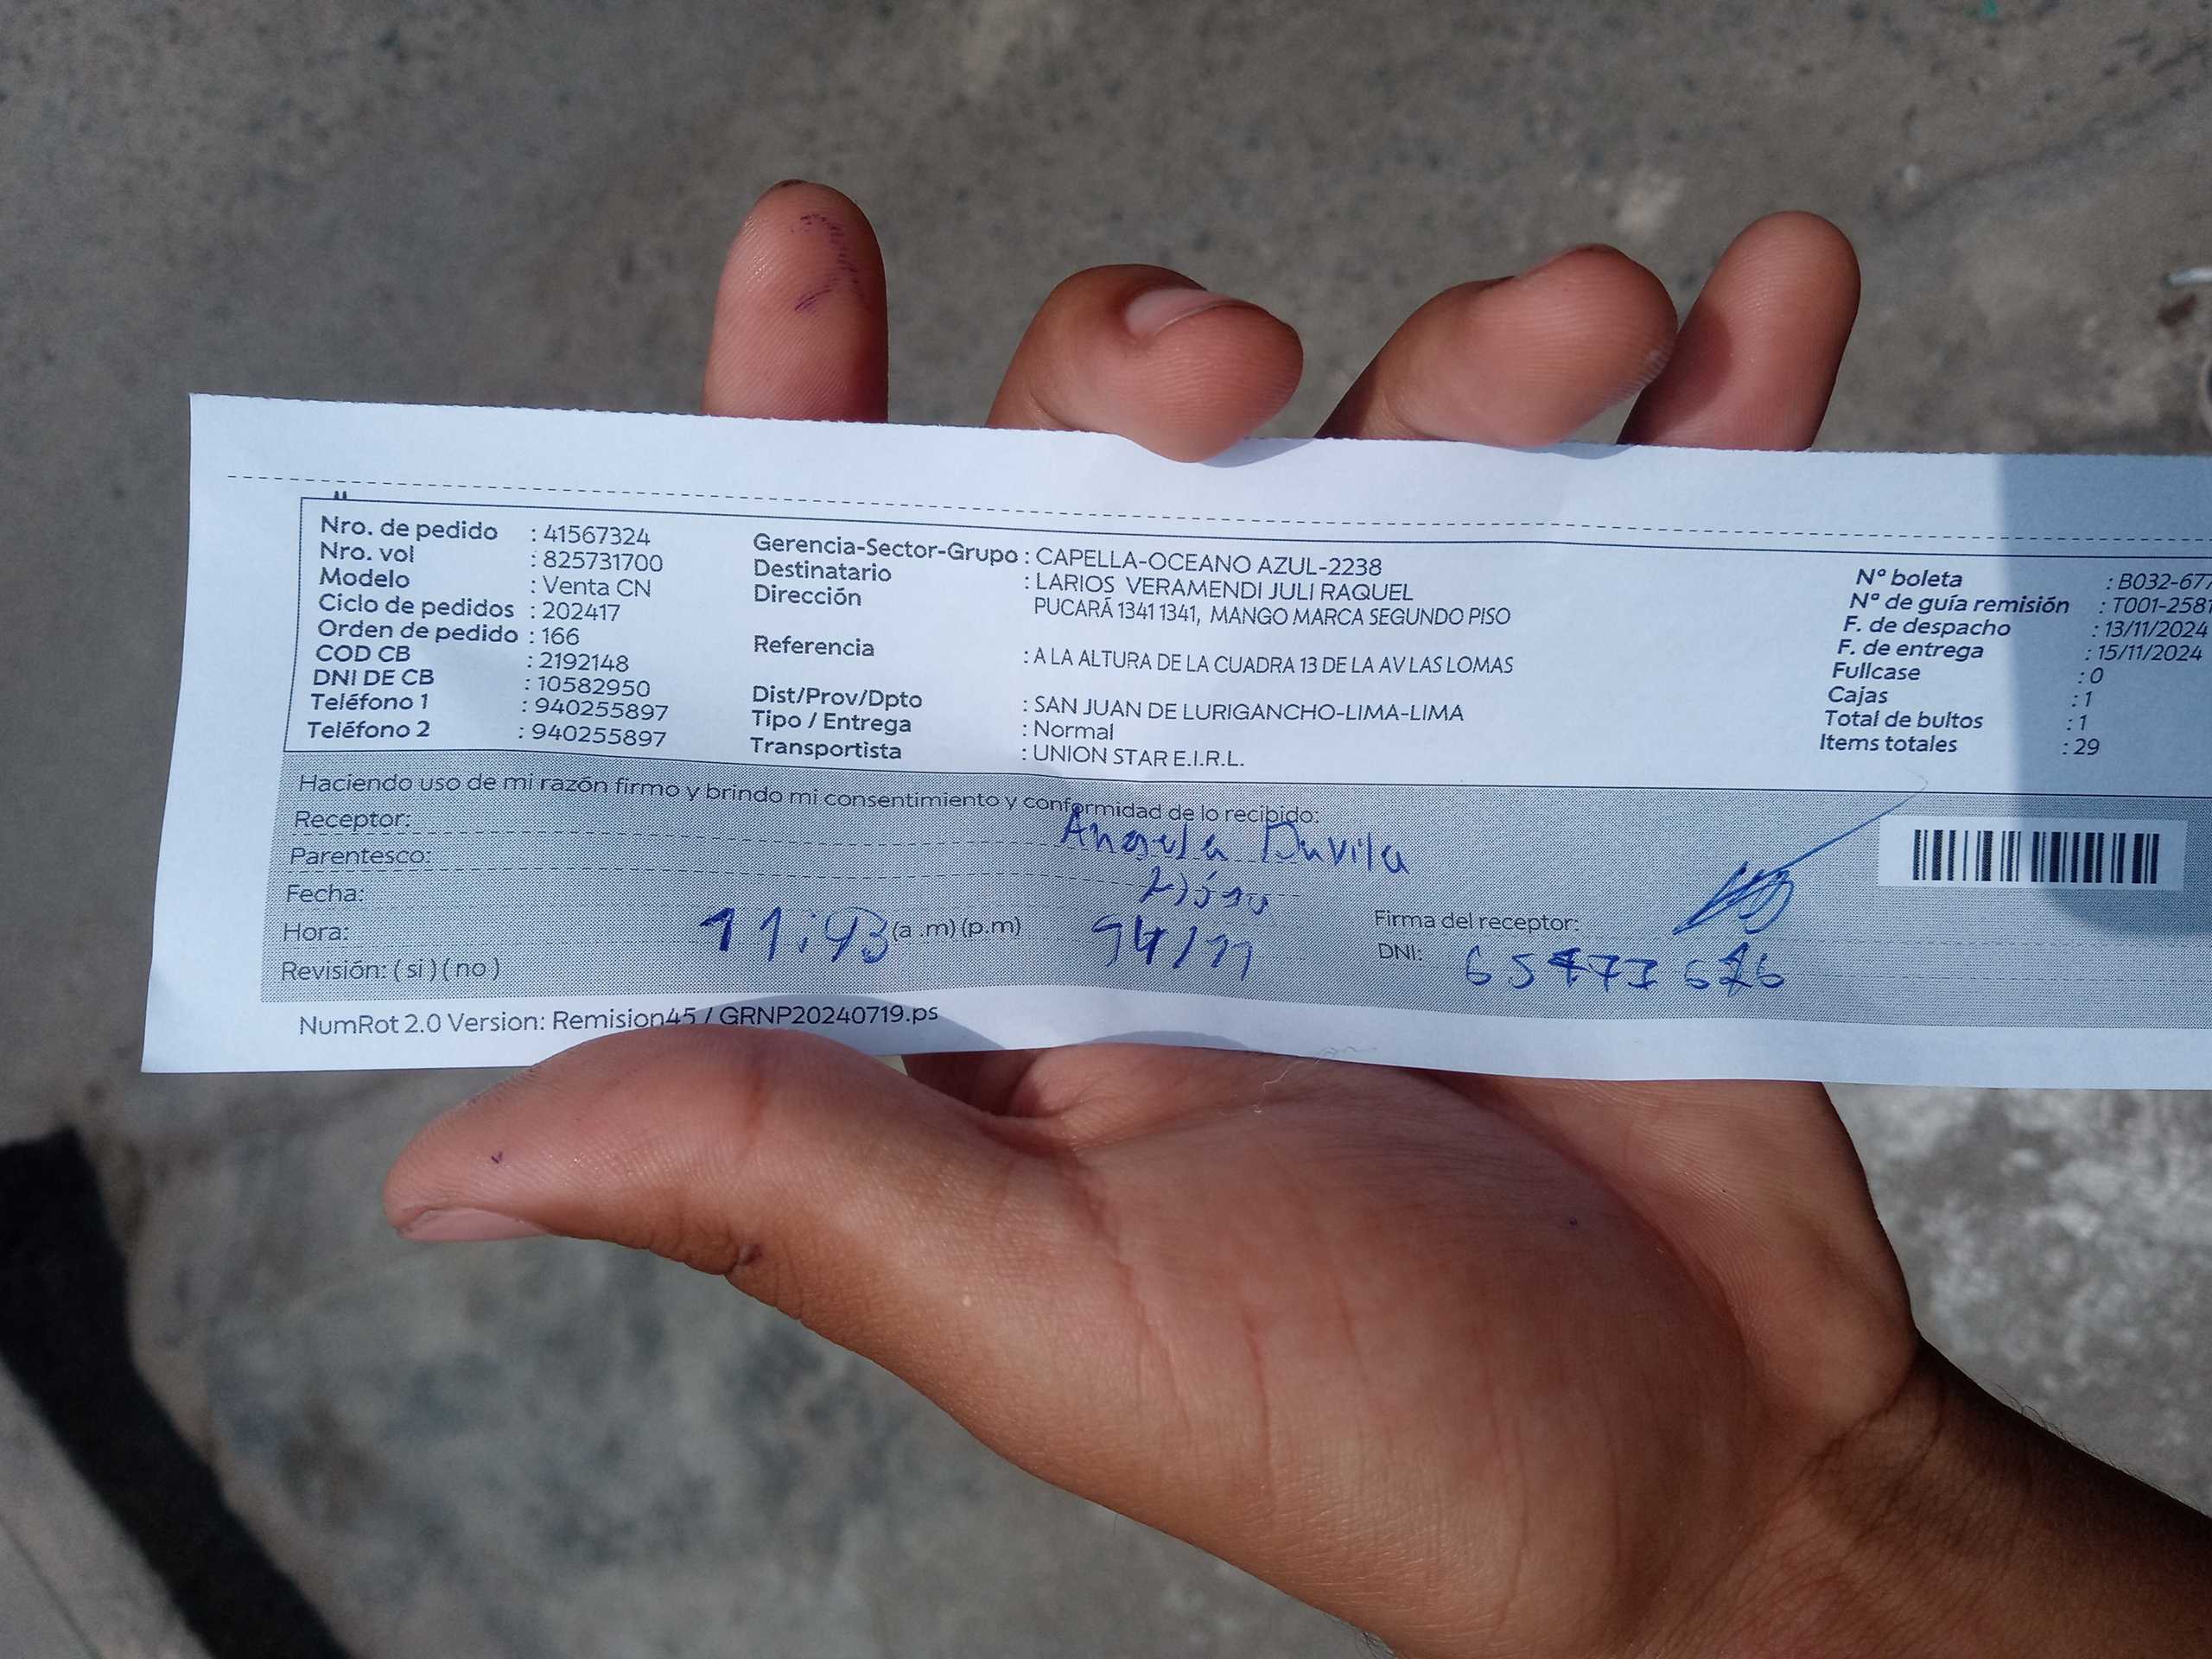 Nro. de pedido : 41567324
Nro. vol : 825731700
Modelo : Venta CN
Ciclo de pedidos : 202417
Orden de pedido : 166
COD CB : 2192148
DNI DE CB : 10582950
Teléfono 1 : 940255897
Teléfono 2 : 940255897
Gerencia-Sector-Grupo : CAPELLA-OCEANO AZUL-2238
Destinatario : LARIOS VERAMENDI JULI RAQUEL
Dirección PUCARÁ 1341 1341, MANGO MARCA SEGUNDO PISO
Referencia : A LA ALTURA DE LA CUADRA 13 DE LA AV LAS LOMAS
Dist/Prov/Dpto : SAN JUAN DE LURIGANCHO-LIMA-LIMA
Tipo / Entrega : Normal
Transportista : UNION STAR E.I.R.L.
N° boleta : B032-677
N° de guía remisión : T001-2581
F. de despacho : 13/11/2024
F. de entrega : 15/11/2024
Fullcase : 0
Cajas : 1
Total de bultos : 1
Items totales : 29
Haciendo uso de mi razón firmo y brindo mi consentimiento y conformidad de lo recibido:
Receptor: Angela Davila
Parentesco:
Fecha:
Hora: 11:43 (a .m) (p.m) 14/11
Revisión: ( si ) ( no )
Firma del receptor:
DNI:
NumRot 2.0 Version: Remision45 / GRNP20240719.ps